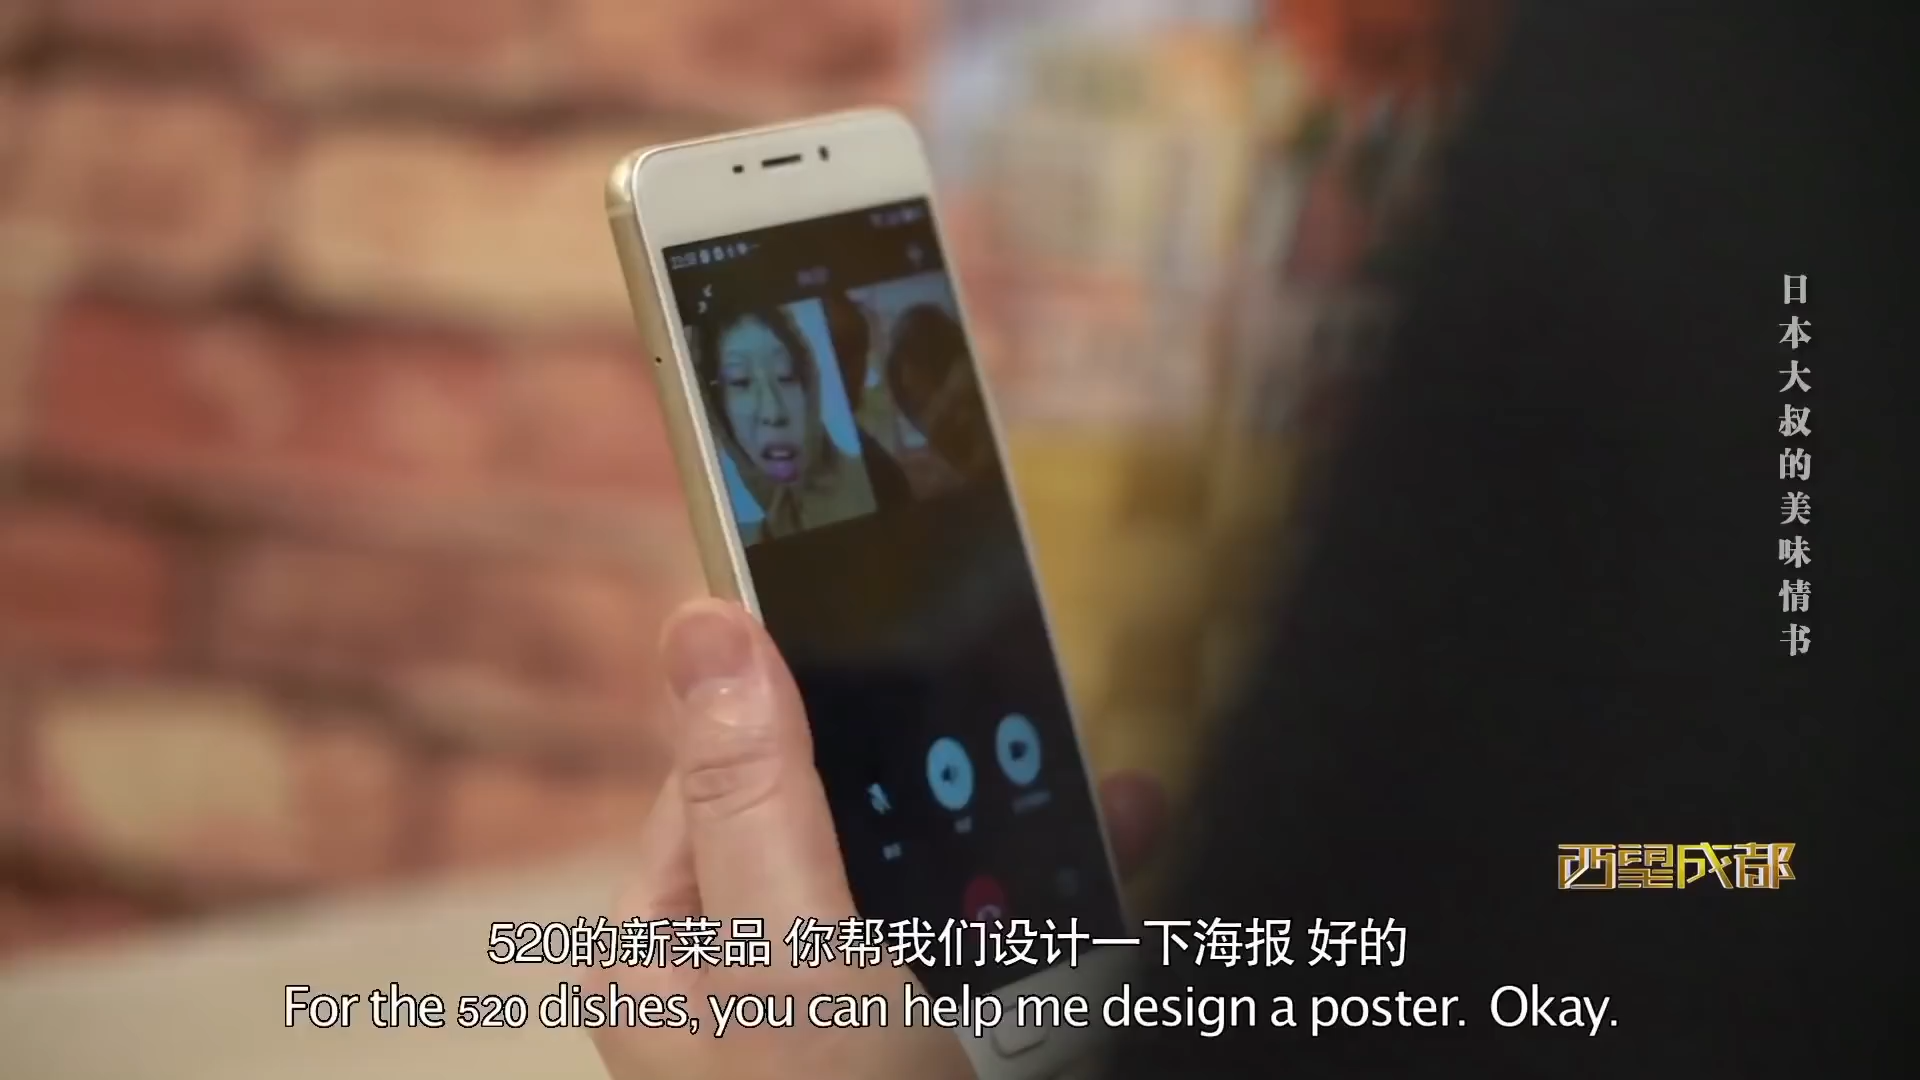 日本大叔的美味情书
西望成都
520的新菜品 你帮我们设计一下海报 好的
For the 520 dishes, you can help me design a poster. Okay.